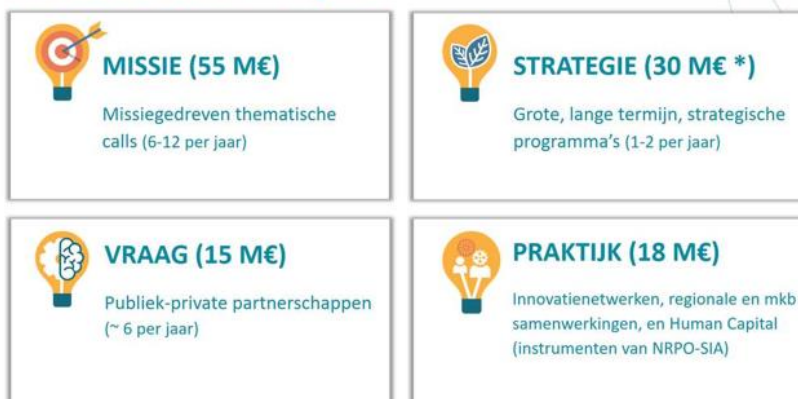 MISSIE (55 M€)
Missiegedreven thematische
calls (6-12 per jaar)
STRATEGIE (30 M€ *)
Grote, lange termijn, strategische
programma's (1-2 per jaar)
VRAAG (15 M€)
Publiek-private partnerschappen
(~ 6 per jaar)
PRAKTIJK (18 M€)
Innovatienetwerken, regionale en mkb
samenwerkingen, en Human Capital
(instrumenten van NRPO-SIA)